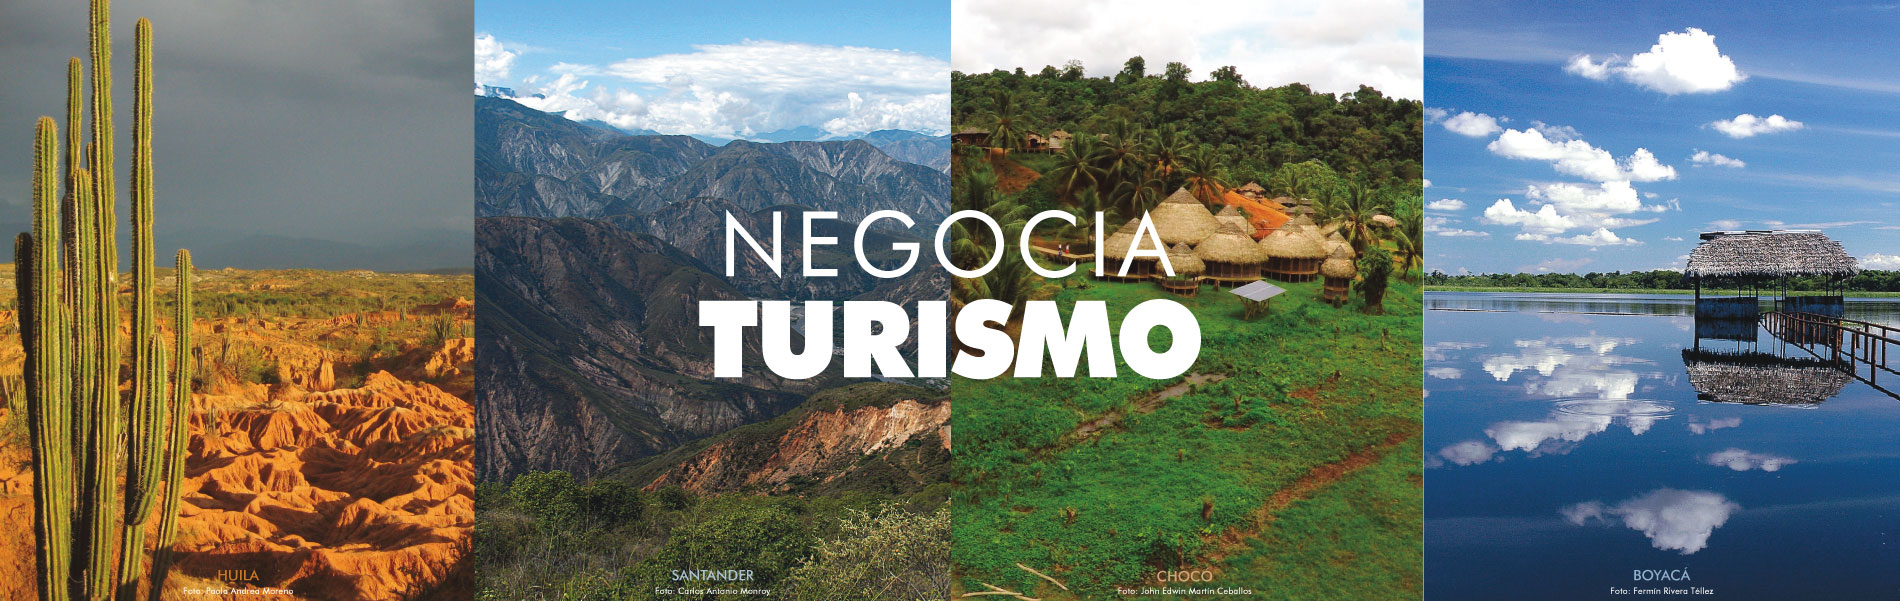 NEGOCIA
TURISMO
HUILA
Foto: Paola Andrea Moreno
SANTANDER
Foto: Carlos Antonio Monroy
CHOCÓ
Foto: John Edwin Martin Ceballos
BOYACÁ
Foto: Fermín Rivera Téllez